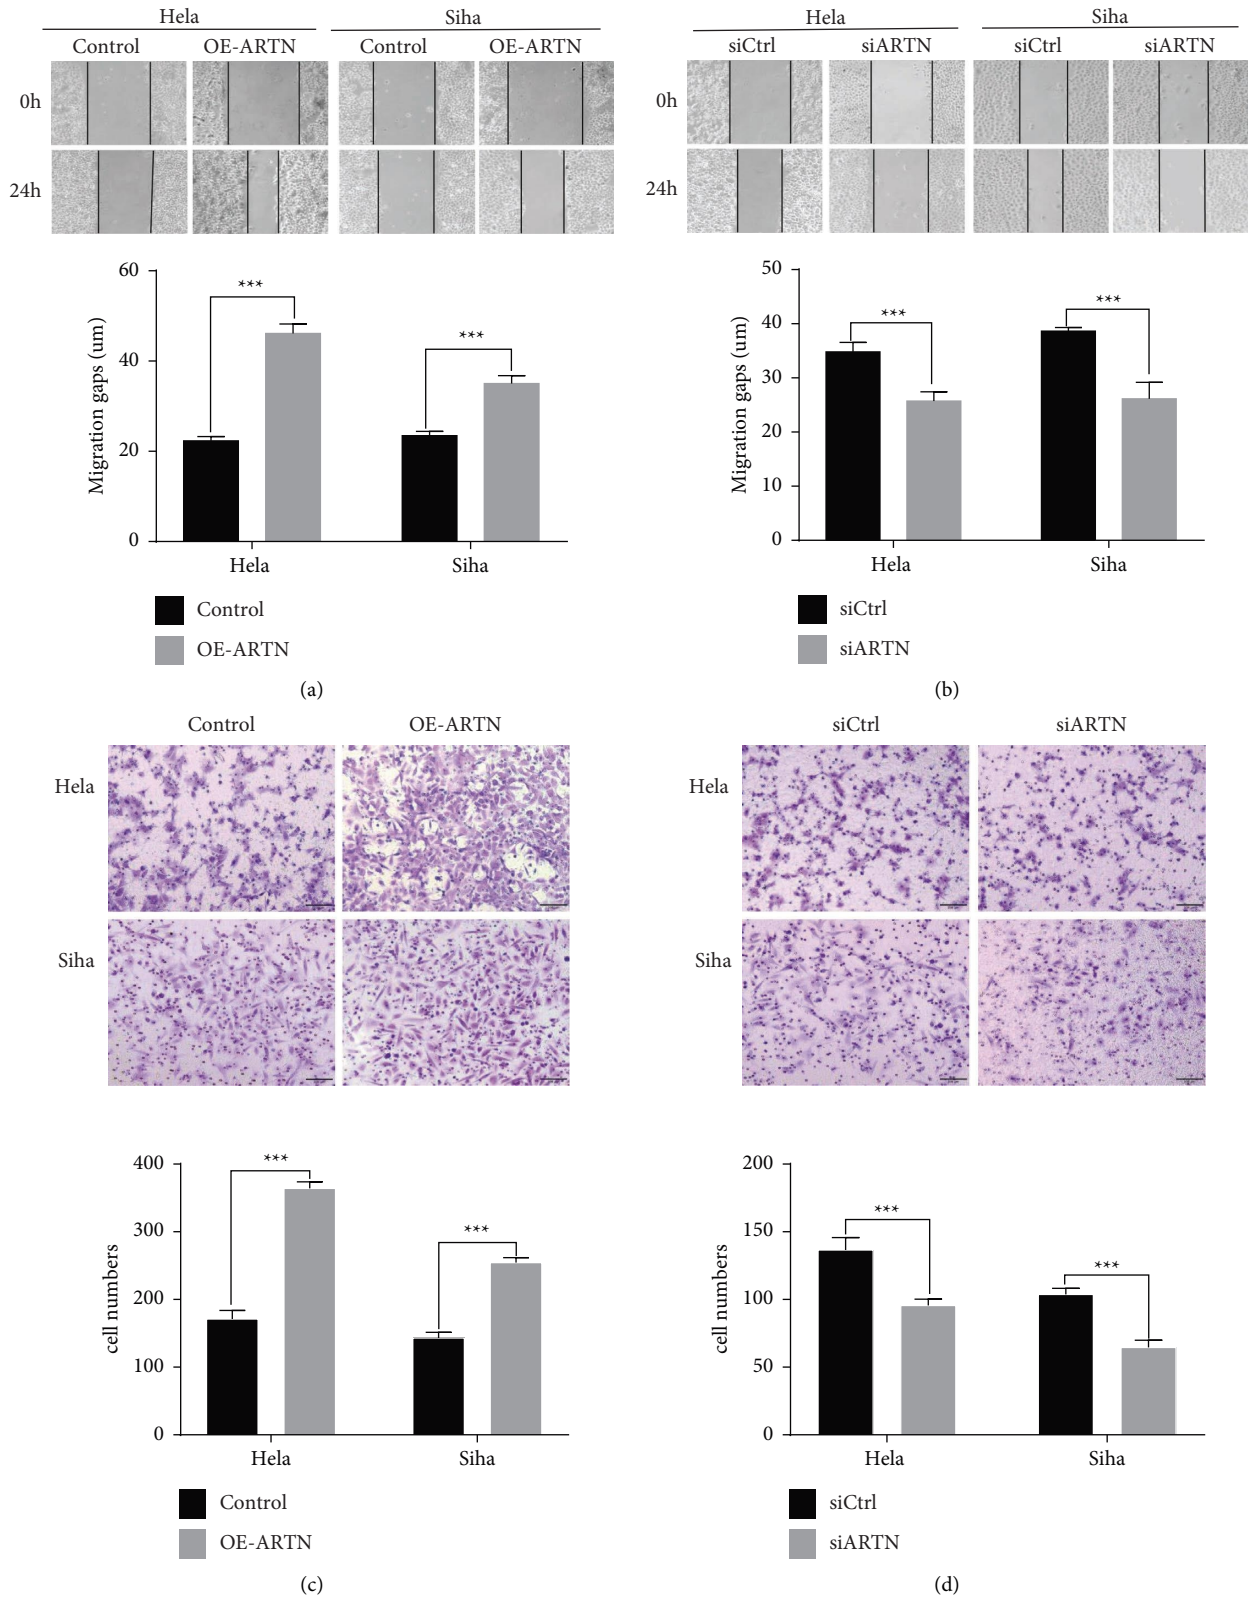 Hela Siha
Control OE-ARTN Control OE-ARTN
0h
24h
Migration gaps (um)
60
40
20
0
***
***
Hela Siha
Control
OE-ARTN
(a)
Hela Siha
siCtrl siARTN siCtrl siARTN
0h
24h
Migration gaps (um)
50
40
30
20
10
0
***
***
Hela Siha
siCtrl
siARTN
(b)
Control OE-ARTN
Hela
Siha
cell numbers
400
300
200
100
0
***
***
Hela Siha
Control
OE-ARTN
(c)
siCtrl siARTN
Hela
Siha
cell numbers
200
150
100
50
0
***
***
Hela Siha
siCtrl
siARTN
(d)